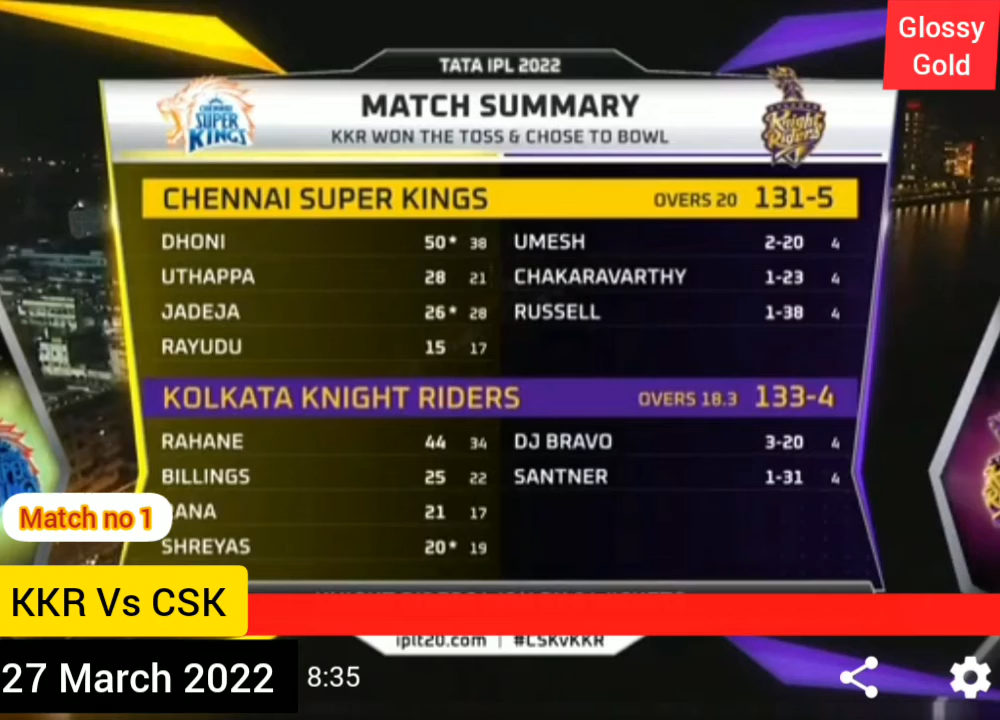 Glossy
Gold
TATA IPL 2022
CHENNAI
SUPER
KINGS
MATCH SUMMARY
Knight
Riders
KKR WON THE TOSS & CHOSE TO BOWL
CHENNAI SUPER KINGS OVERS 20 131-5
DHONI 50* 38 UMESH 2-20 4
UTHAPPA 28 21 CHAKARAVARTHY 1-23 4
JADEJA 26* 28 RUSSELL 1-38 4
RAYUDU 15 17
KOLKATA KNIGHT RIDERS OVERS 18.3 133-4
RAHANE 44 34 DJ BRAVO 3-20 4
BILLINGS 25 22 SANTNER 1-31 4
Match no 1
ANA 21 17
SHREYAS 20* 19
KKR Vs CSK
iplt20.com | #CSKvKKR
27 March 2022 8:35